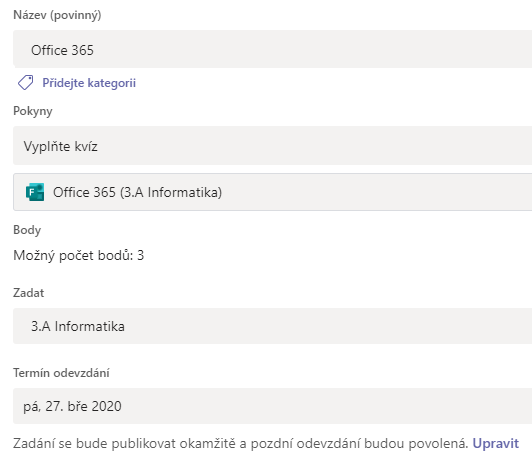 Název (povinný)
Office 365
Přidejte kategorii
Pokyny
Vyplňte kvíz
Office 365 (3.A Informatika)
Body
Možný počet bodů: 3
Zadat
3.A Informatika
Termín odevzdání
pá, 27. bře 2020
Zadání se bude publikovat okamžitě a pozdní odevzdání budou povolená. Upravit